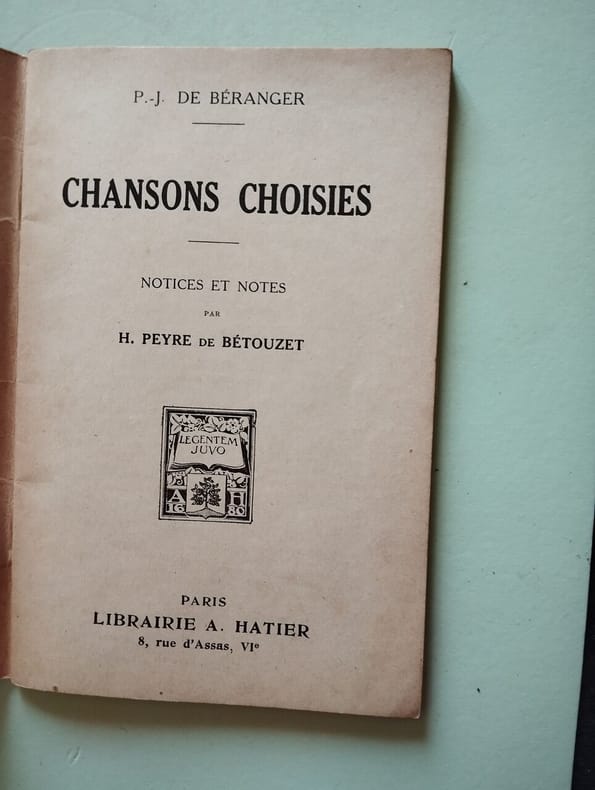 P.-J. DE BÉRANGER
CHANSONS CHOISIES
NOTICES ET NOTES
PAR
H. PEYRE DE BÉTOUZET
LEGENTEM
JUVO
A H
16 80
PARIS
LIBRAIRIE A. HATIER
8, rue d'Assas, VIe